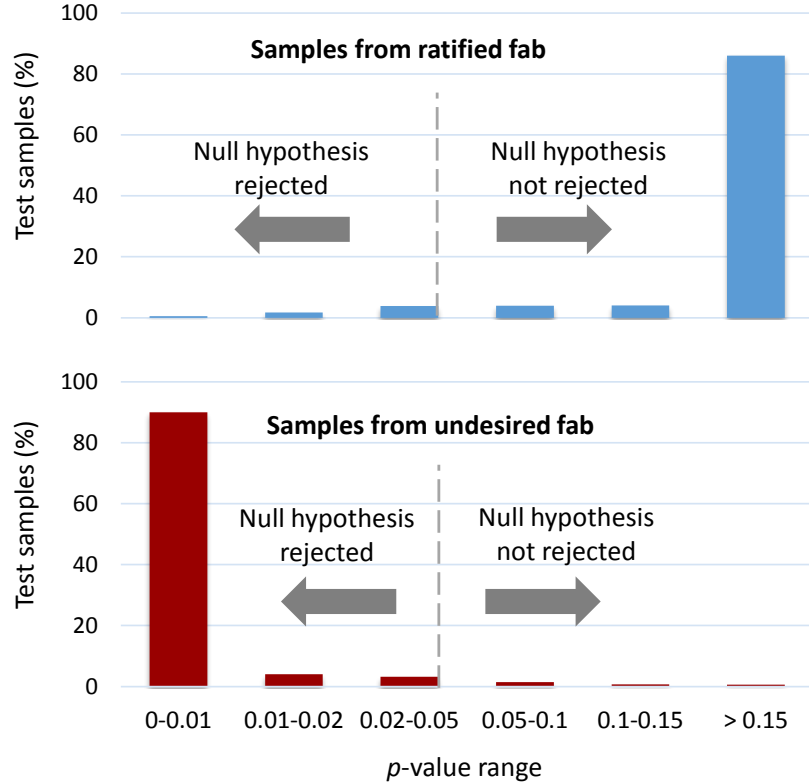 100
Samples from ratified fab
80
60
Null hypothesis
rejected
Null hypothesis
not rejected
40
20
0
Test samples (%)
100
Samples from undesired fab
80
60
Null hypothesis
rejected
Null hypothesis
not rejected
40
20
0
Test samples (%)
0-0.01 0.01-0.02 0.02-0.05 0.05-0.1 0.1-0.15 > 0.15
p-value range